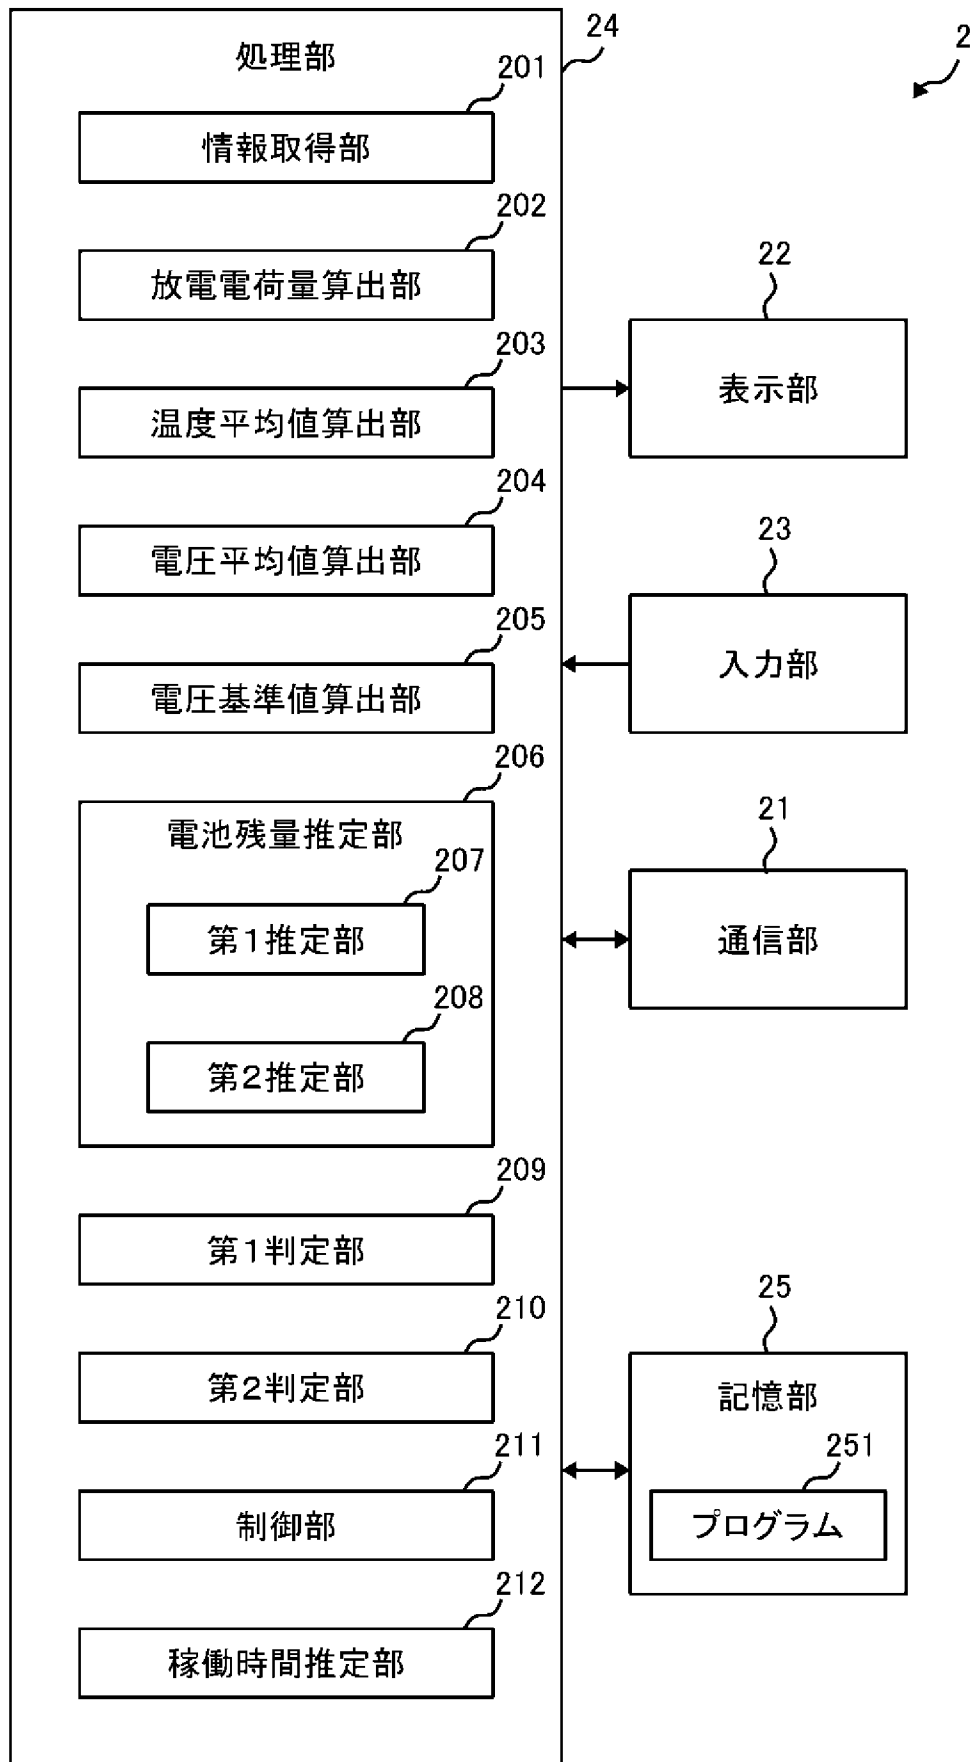 24
2
処理部
201
情報取得部
202
放電電荷量算出部
203
温度平均値算出部
204
電圧平均値算出部
205
電圧基準値算出部
206
電池残量推定部
207
第1推定部
208
第2推定部
209
第1判定部
210
第2判定部
211
制御部
212
稼働時間推定部
22
表示部
23
入力部
21
通信部
25
記憶部
251
プログラム